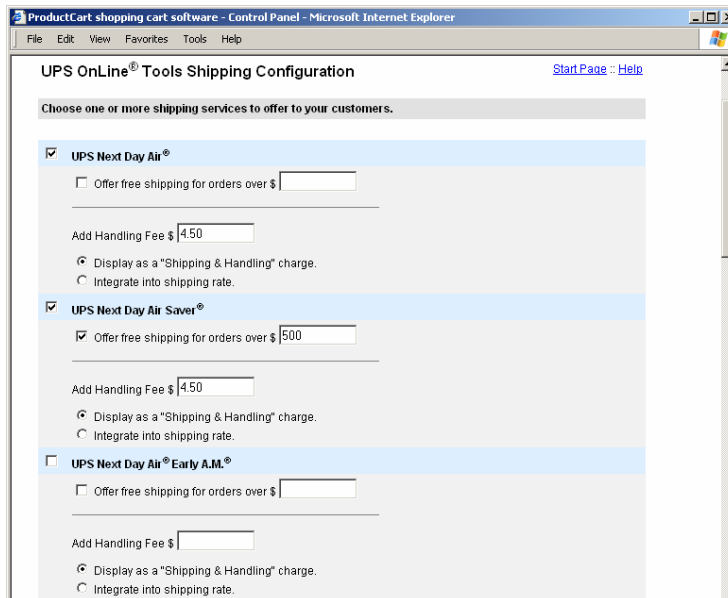 ProductCart shopping cart software - Control Panel - Microsoft Internet Explorer
File Edit View Favorites Tools Help
UPS OnLine® Tools Shipping Configuration Start Page :: Help
Choose one or more shipping services to offer to your customers.
UPS Next Day Air®
Offer free shipping for orders over $
Add Handling Fee $ 4.50
Display as a "Shipping & Handling" charge.
Integrate into shipping rate.
UPS Next Day Air Saver®
Offer free shipping for orders over $ 500
Add Handling Fee $ 4.50
Display as a "Shipping & Handling" charge.
Integrate into shipping rate.
UPS Next Day Air® Early A.M.®
Offer free shipping for orders over $
Add Handling Fee $
Display as a "Shipping & Handling" charge.
Integrate into shipping rate.